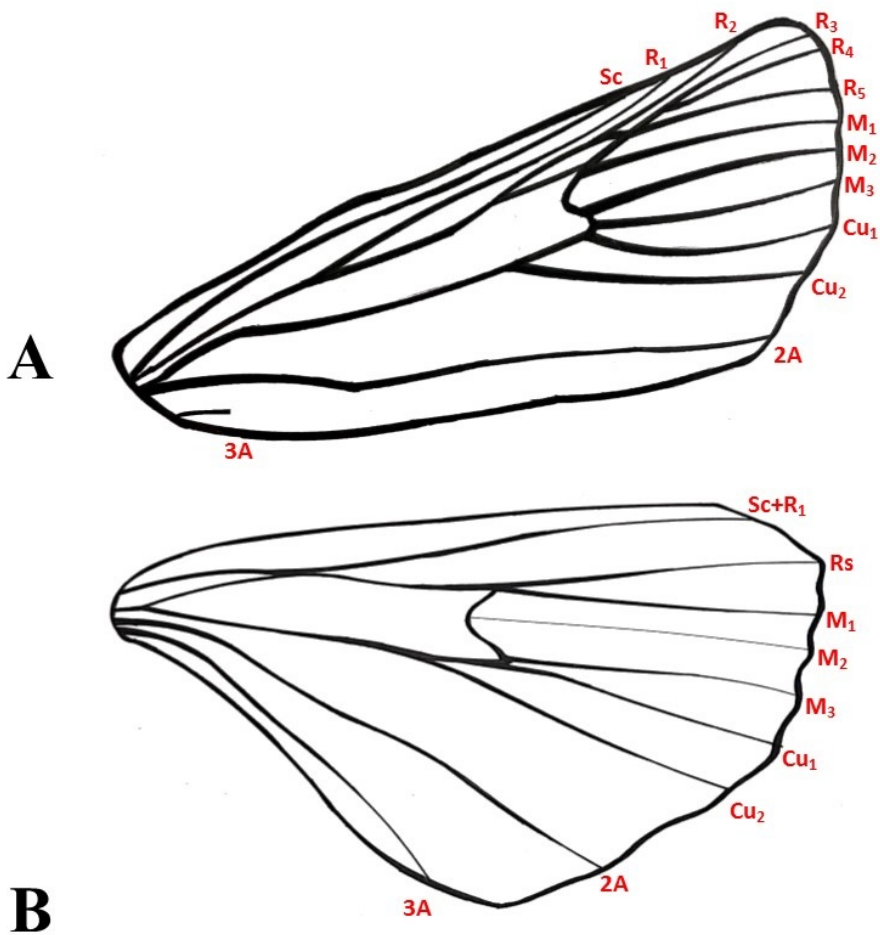 R₂
R₃
R₄
R₁
Sc
R₅
M₁
M₂
M₃
Cu₁
Cu₂
A
2A
3A
Sc+R₁
Rs
M₁
M₂
M₃
Cu₁
Cu₂
2A
3A
B